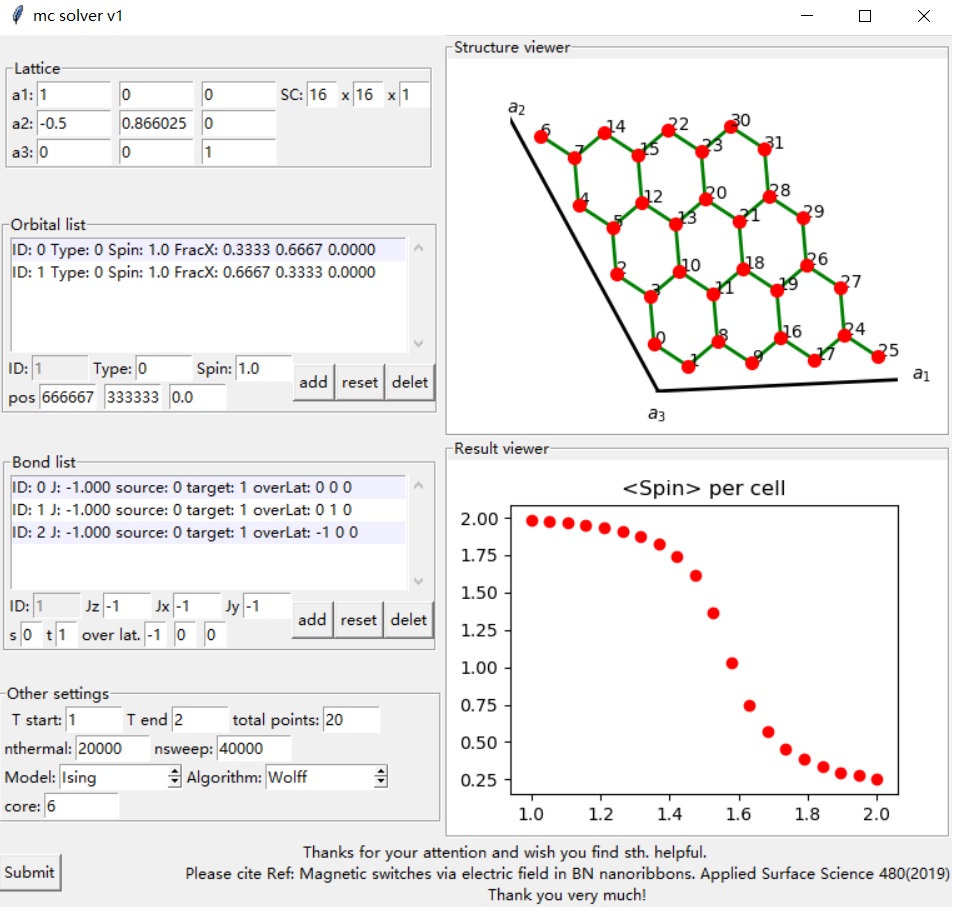 mc solver v1
Lattice
a1: 1 0 0 SC: 16 x 16 x 1
a2: -0.5 0.866025 0
a3: 0 0 1
Orbital list
ID: 0 Type: 0 Spin: 1.0 FracX: 0.3333 0.6667 0.0000
ID: 1 Type: 0 Spin: 1.0 FracX: 0.6667 0.3333 0.0000
ID: 1 Type: 0 Spin: 1.0
add reset delet
pos 666667 333333 0.0
Bond list
ID: 0 J: -1.000 source: 0 target: 1 overLat: 0 0 0
ID: 1 J: -1.000 source: 0 target: 1 overLat: 0 1 0
ID: 2 J: -1.000 source: 0 target: 1 overLat: -1 0 0
ID: 1 Jz -1 Jx -1 Jy -1
add reset delet
s 0 t 1 over lat. -1 0 0
Other settings
T start: 1 T end 2 total points: 20
nthermal: 20000 nsweep: 40000
Model: Ising Algorithm: Wolff
core: 6
Submit
Structure viewer
a2
6 14 22 30
7 15 23 31
4 12 20 28
5 13 21 29
2 10 18 26
3 11 19 27
0 8 16 24
1 9 17 25
a1
a3
Result viewer
<Spin> per cell
2.00
1.75
1.50
1.25
1.00
0.75
0.50
0.25
1.0 1.2 1.4 1.6 1.8 2.0
Thanks for your attention and wish you find sth. helpful.
Please cite Ref: Magnetic switches via electric field in BN nanoribbons. Applied Surface Science 480(2019)
Thank you very much!